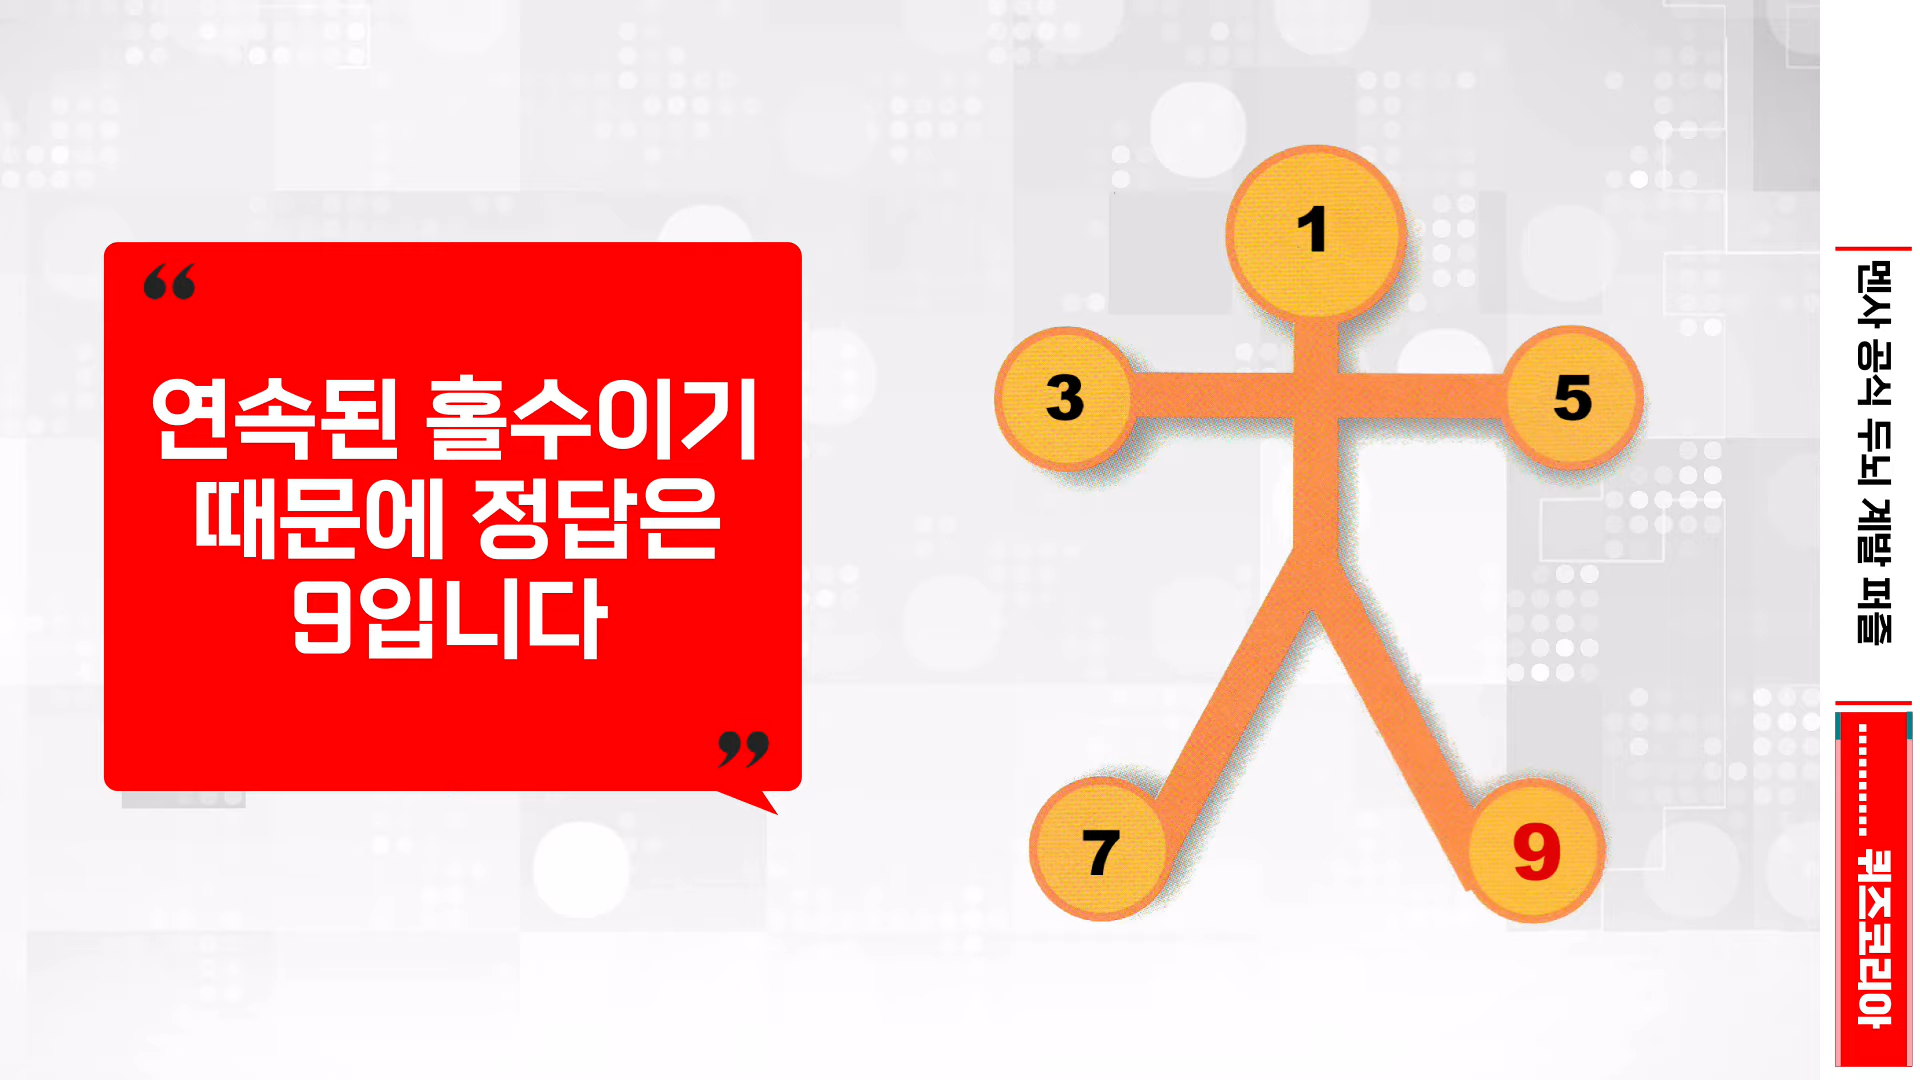 연속된 홀수이기
때문에 정답은
9입니다
1
3
5
7
9
멘사 공식 두뇌 계발 퍼즐
퀴즈코리아